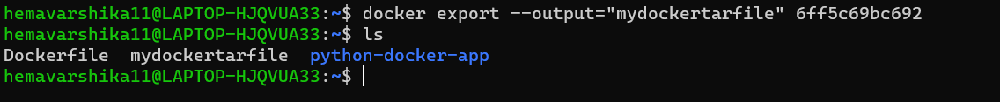 hemavarshika11@LAPTOP-HJQVUA33:~$ docker export --output="mydockertarfile" 6ff5c69bc692
hemavarshika11@LAPTOP-HJQVUA33:~$ ls
Dockerfile  mydockertarfile  python-docker-app
hemavarshika11@LAPTOP-HJQVUA33:~$